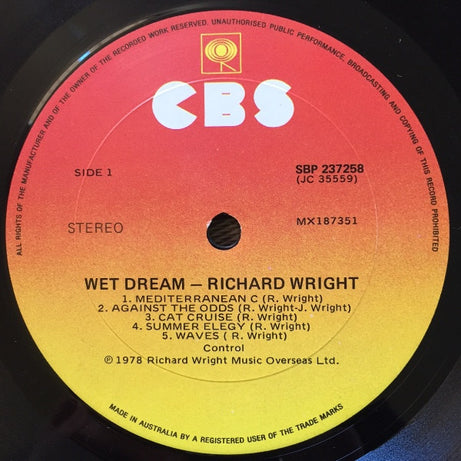 ALL RIGHTS OF THE MANUFACTURER AND OF THE OWNER OF THE RECORDED WORK RESERVED. UNAUTHORISED PUBLIC PERFORMANCE, BROADCASTING AND COPYING OF THIS RECORD PROHIBITED
CBS
SIDE 1
SBP 237258
(JC 35559)
STEREO
MX187351
WET DREAM — RICHARD WRIGHT
1. MEDITERRANEAN C (R. Wright)
2. AGAINST THE ODDS (R. Wright-J. Wright)
3. CAT CRUISE (R. Wright)
4. SUMMER ELEGY (R. Wright)
5. WAVES ( R. Wright)
Control
℗ 1978 Richard Wright Music Overseas Ltd.
MADE IN AUSTRALIA BY A REGISTERED USER OF THE TRADE MARKS